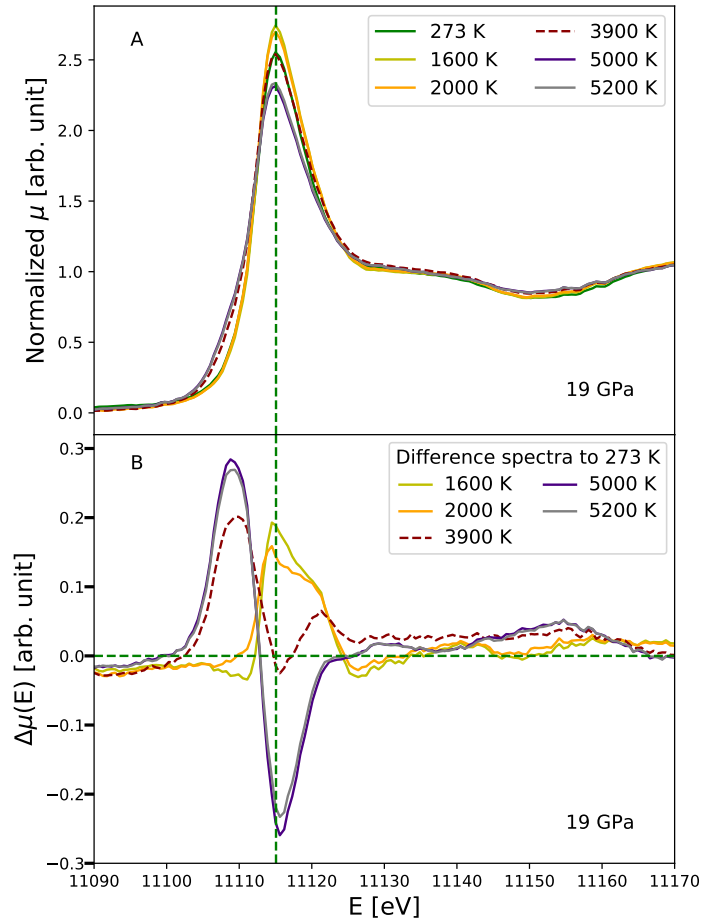 A
273 K
1600 K
2000 K
3900 K
5000 K
5200 K
2.5
2.0
1.5
1.0
0.5
0.0
Normalized μ [arb. unit]
19 GPa
B
Difference spectra to 273 K
1600 K
2000 K
3900 K
5000 K
5200 K
0.3
0.2
0.1
0.0
−0.1
−0.2
−0.3
Δμ(E) [arb. unit]
19 GPa
11090 11100 11110 11120 11130 11140 11150 11160 11170
E [eV]